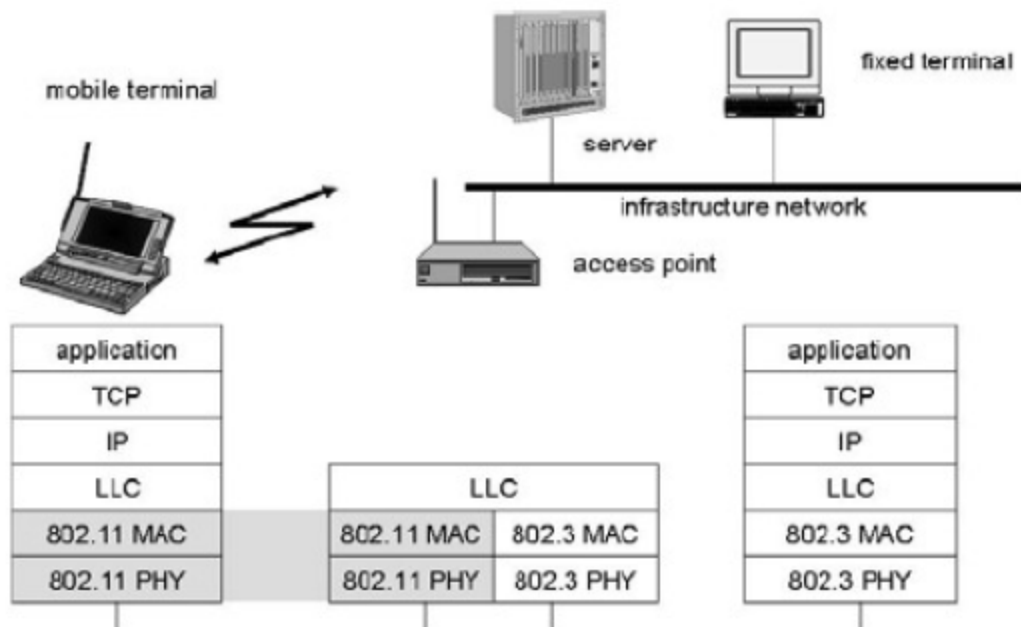 mobile terminal
server
fixed terminal
infrastructure network
access point
application
TCP
IP
LLC
802.11 MAC
802.11 PHY
LLC
802.11 MAC 802.3 MAC
802.11 PHY 802.3 PHY
application
TCP
IP
LLC
802.3 MAC
802.3 PHY